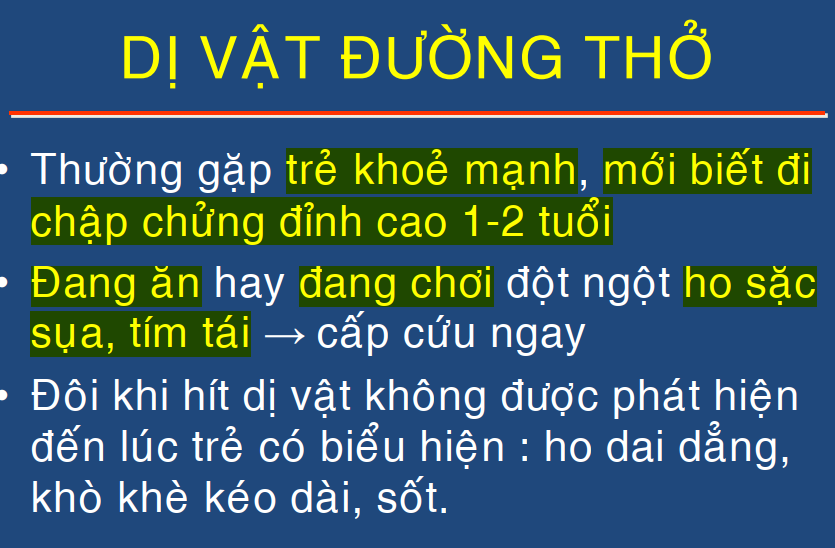 DỊ VẬT ĐƯỜNG THỞ
• Thường gặp trẻ khoẻ mạnh, mới biết đi
chập chửng đỉnh cao 1-2 tuổi
• Đang ăn hay đang chơi đột ngột ho sặc
sụa, tím tái → cấp cứu ngay
• Đôi khi hít dị vật không được phát hiện
đến lúc trẻ có biểu hiện : ho dai dẳng,
khò khè kéo dài, sốt.